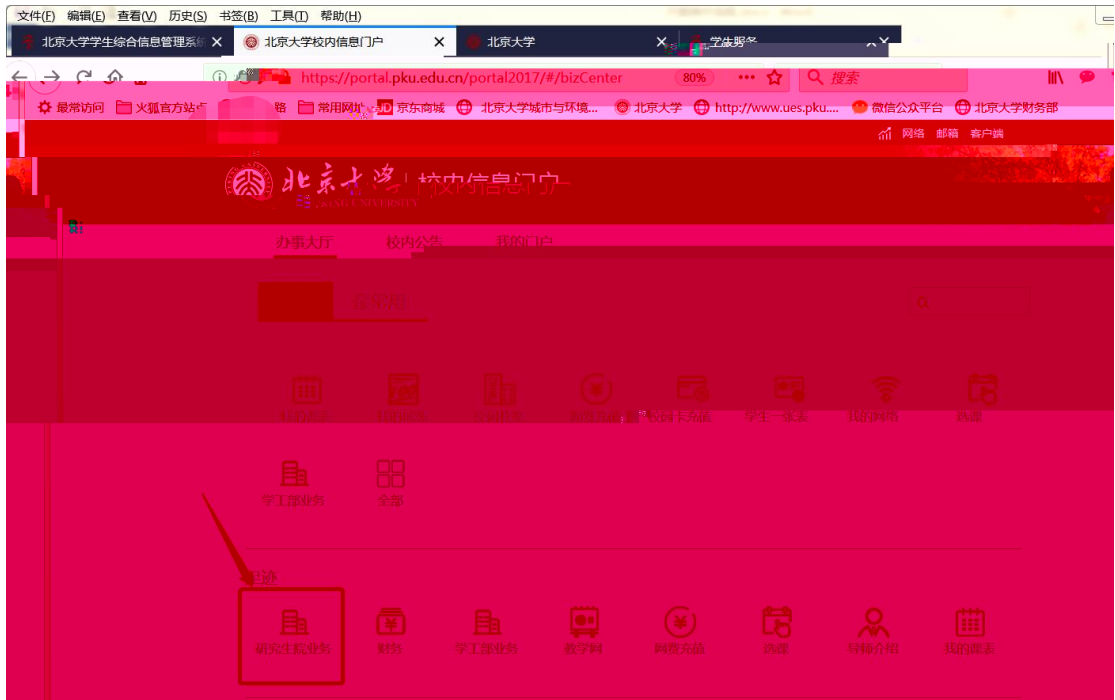 文件(F) 编辑(E) 查看(V) 历史(S) 书签(B) 工具(T) 帮助(H)
北京大学学生综合信息管理系统 北京大学校内信息门户 北京大学
https://portal.pku.edu.cn/portal2017/#/bizCenter 80% 搜索
最常访问 火狐官方站点 常用网址 JD 京东商城 北京大学城市与环境... 北京大学 http://www.ues.pku.... 微信公众平台 北京大学财务部
网络 邮箱 客户端
北京大学 校内信息门户
PEKING UNIVERSITY
办事大厅 校内公告 我的门户
校园卡充值 学生一张表 我的网络 选课
学工部业务 全部
足迹
研究生院业务 财务 学工部业务 教学网 网费充值 选课 导师介绍 我的课表